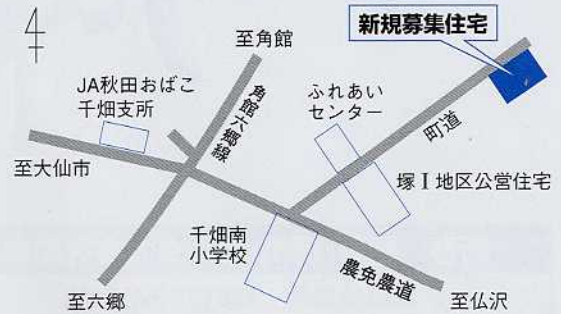 新規募集住宅
至角館
JA秋田おばこ
千畑支所
角館六郷線
ふれあい
センター
町道
至大仙市
塚Ⅰ地区公営住宅
千畑南
小学校
農免農道
至六郷
至仏沢